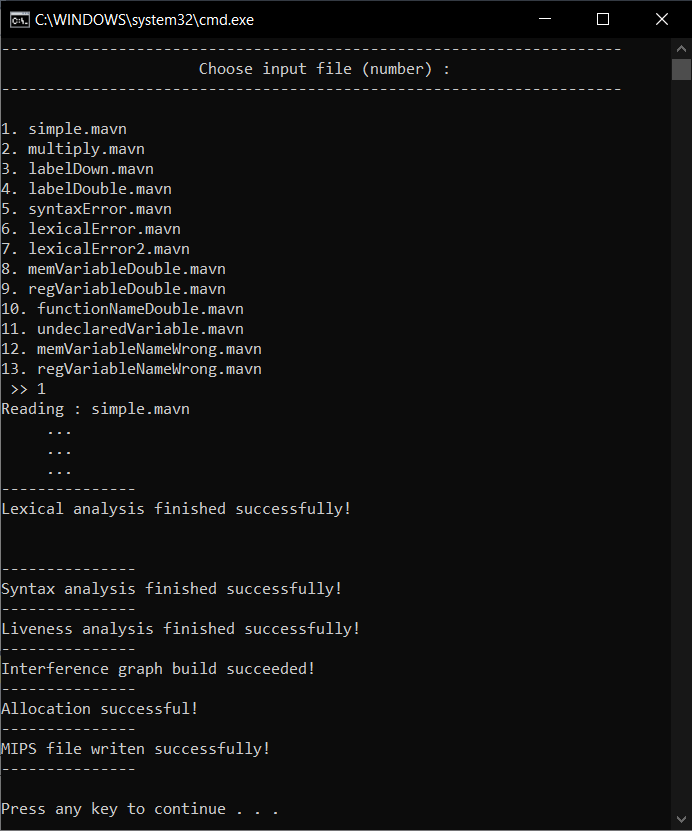 C:\WINDOWS\system32\cmd.exe
---------------------------------------------------------------------
Choose input file (number) :
---------------------------------------------------------------------
1. simple.mavn
2. multiply.mavn
3. labelDown.mavn
4. labelDouble.mavn
5. syntaxError.mavn
6. lexicalError.mavn
7. lexicalError2.mavn
8. memVariableDouble.mavn
9. regVariableDouble.mavn
10. functionNameDouble.mavn
11. undeclaredVariable.mavn
12. memVariableNameWrong.mavn
13. regVariableNameWrong.mavn
>> 1
Reading : simple.mavn
...
...
...
---------------
Lexical analysis finished successfully!
---------------
Syntax analysis finished successfully!
---------------
Liveness analysis finished successfully!
---------------
Interference graph build succeeded!
---------------
Allocation successful!
---------------
MIPS file writen successfully!
---------------
Press any key to continue . . .